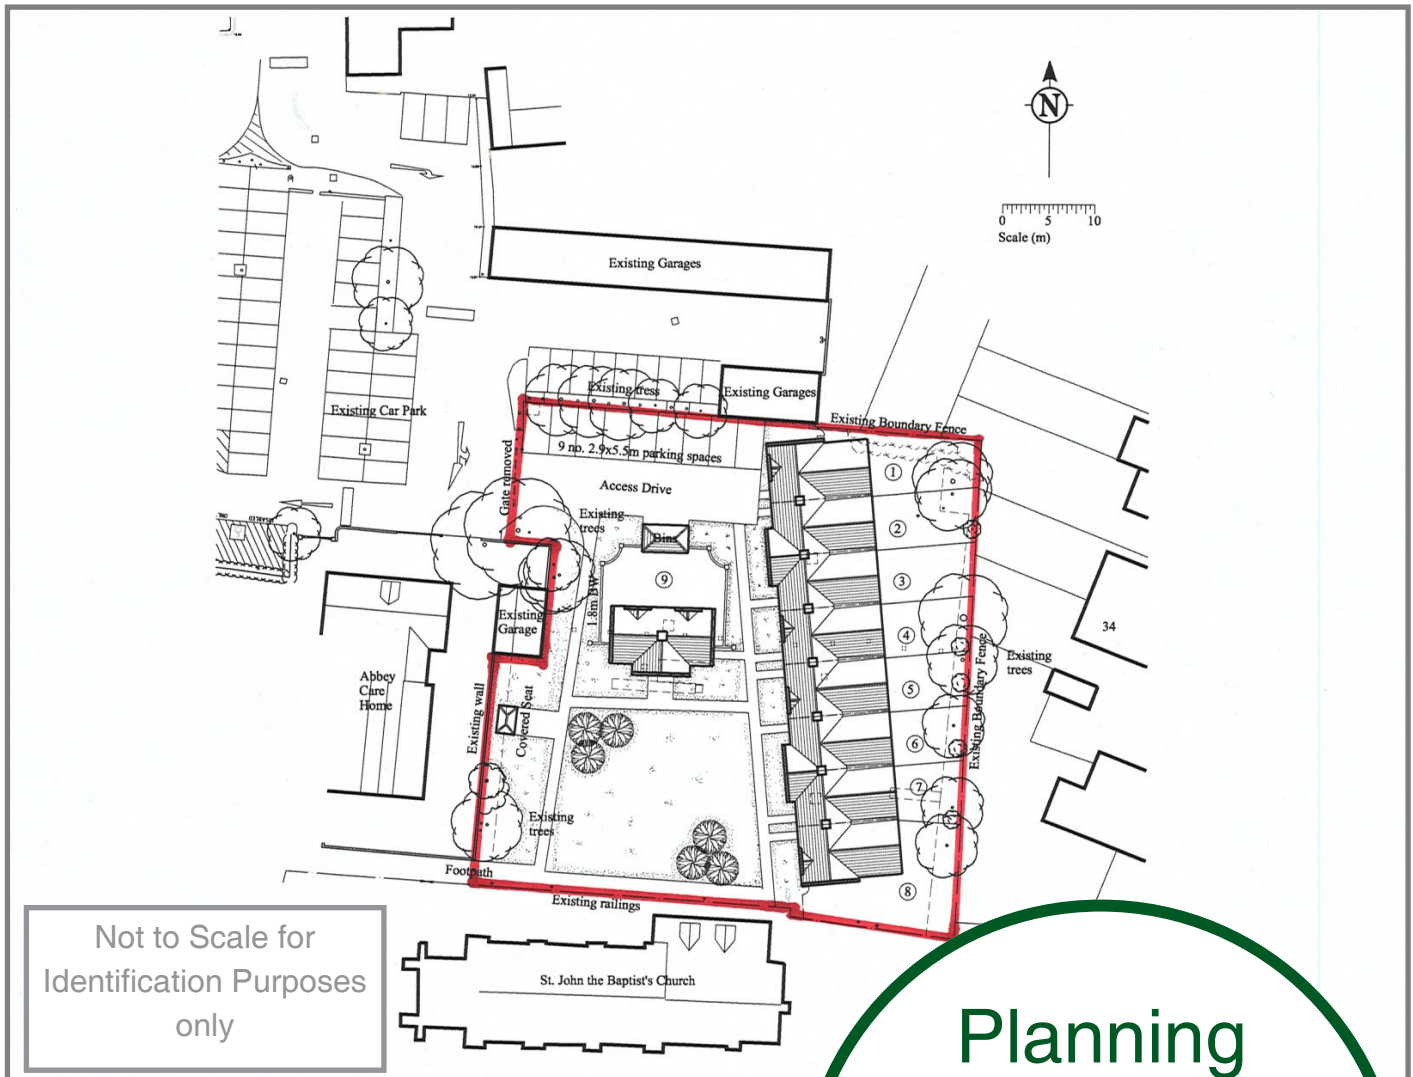 N
0 5 10
Scale (m)
Existing Garages
Existing tress
Existing Garages
Existing Car Park
Existing Boundary Fence
9 no. 2.9x5.5m parking spaces
Gate removed
Access Drive
Existing
trees
Bins
1
2
3
4
5
6
7
8
9
1.8m BW
Existing
Garage
34
Existing
trees
Existing Boundary Fence
Abbey
Care
Home
Existing wall
Covered Seat
Existing
trees
Footpath
Existing railings
St. John the Baptist's Church
Not to Scale for
Identification Purposes
only
Planning